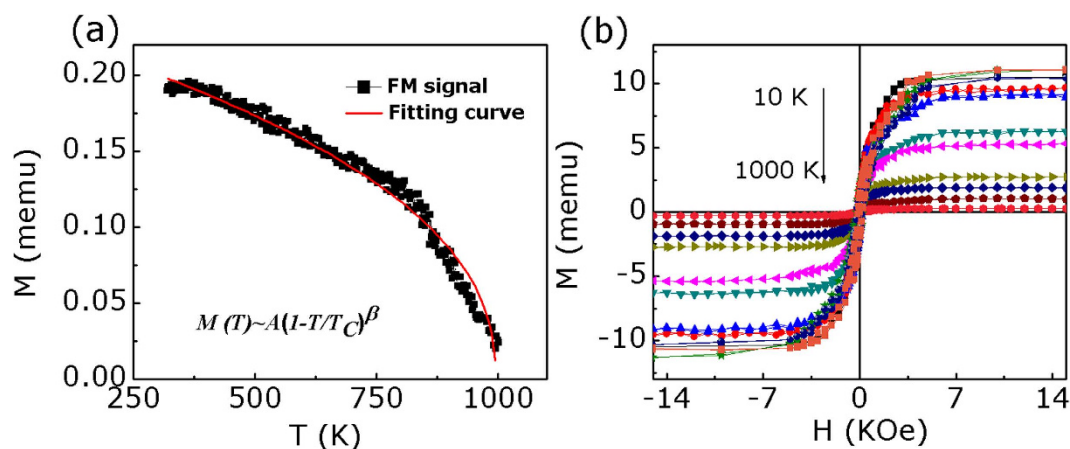 (a)
0.20
0.15
0.10
0.05
0.00
M (memu)
FM signal
Fitting curve
M (T)~A(1-T/T_C)^β
250
500
750
1000
T (K)
(b)
10
5
0
-5
-10
M (memu)
10 K
1000 K
-14
-7
0
7
14
H (KOe)